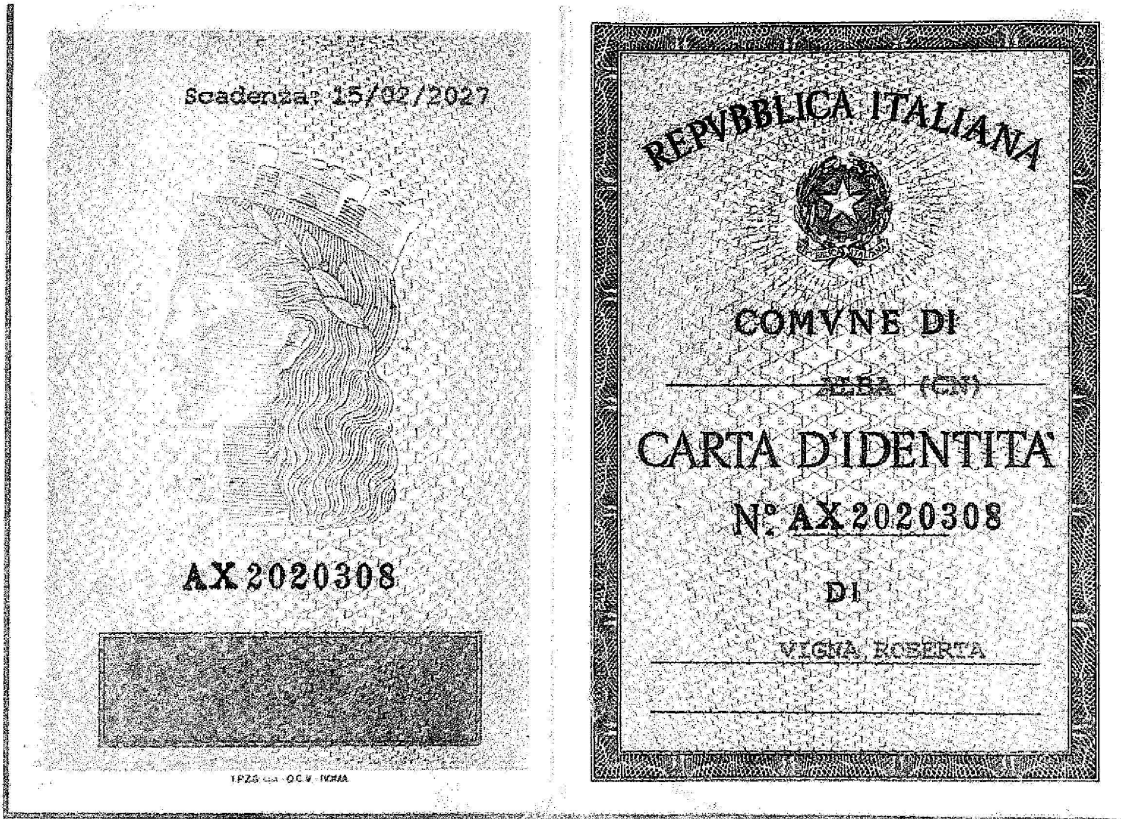 Scadenza: 15/02/2027
AX 2020308
REPVBBLICA ITALIANA
COMVNE DI
ALBA (CN)
CARTA D'IDENTITA'
N° AX 2020308
DI
VIGNA ROBERTA